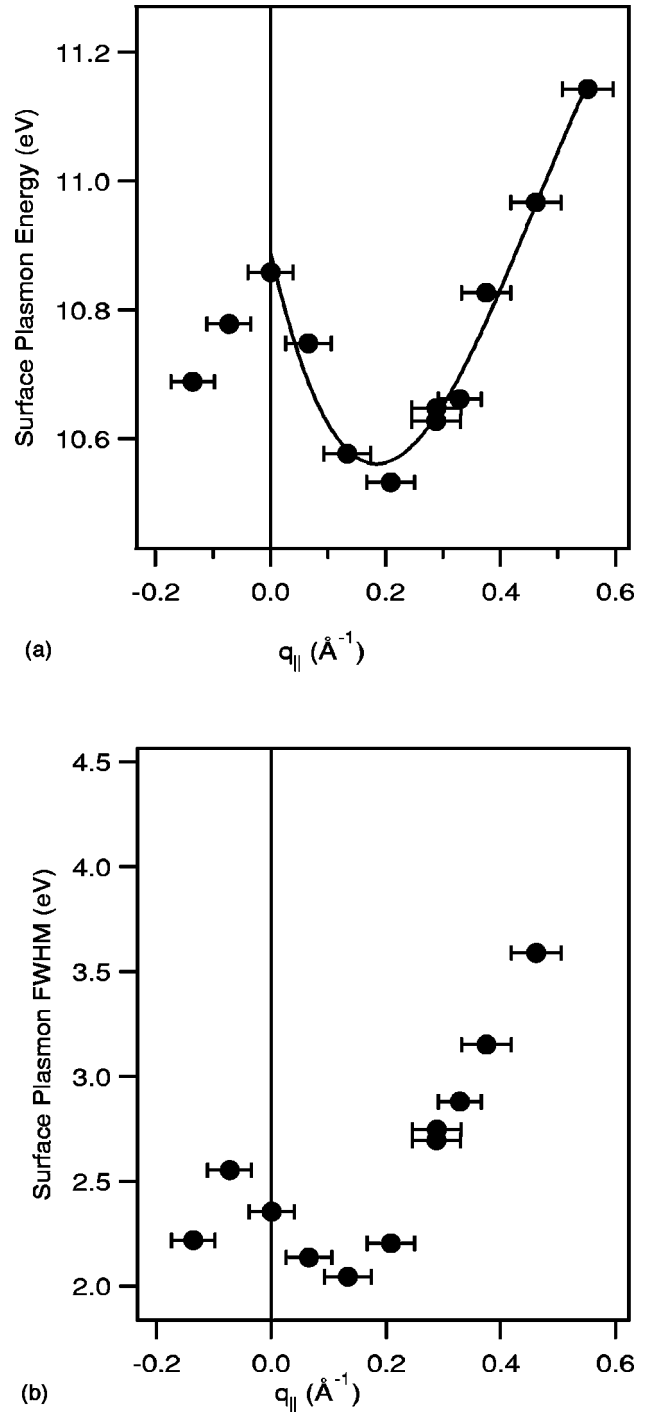 Surface Plasmon Energy (eV)
11.2
11.0
10.8
10.6
-0.2 0.0 0.2 0.4 0.6
(a) q|| (Å-1)
Surface Plasmon FWHM (eV)
4.5
4.0
3.5
3.0
2.5
2.0
-0.2 0.0 0.2 0.4 0.6
(b) q|| (Å-1)